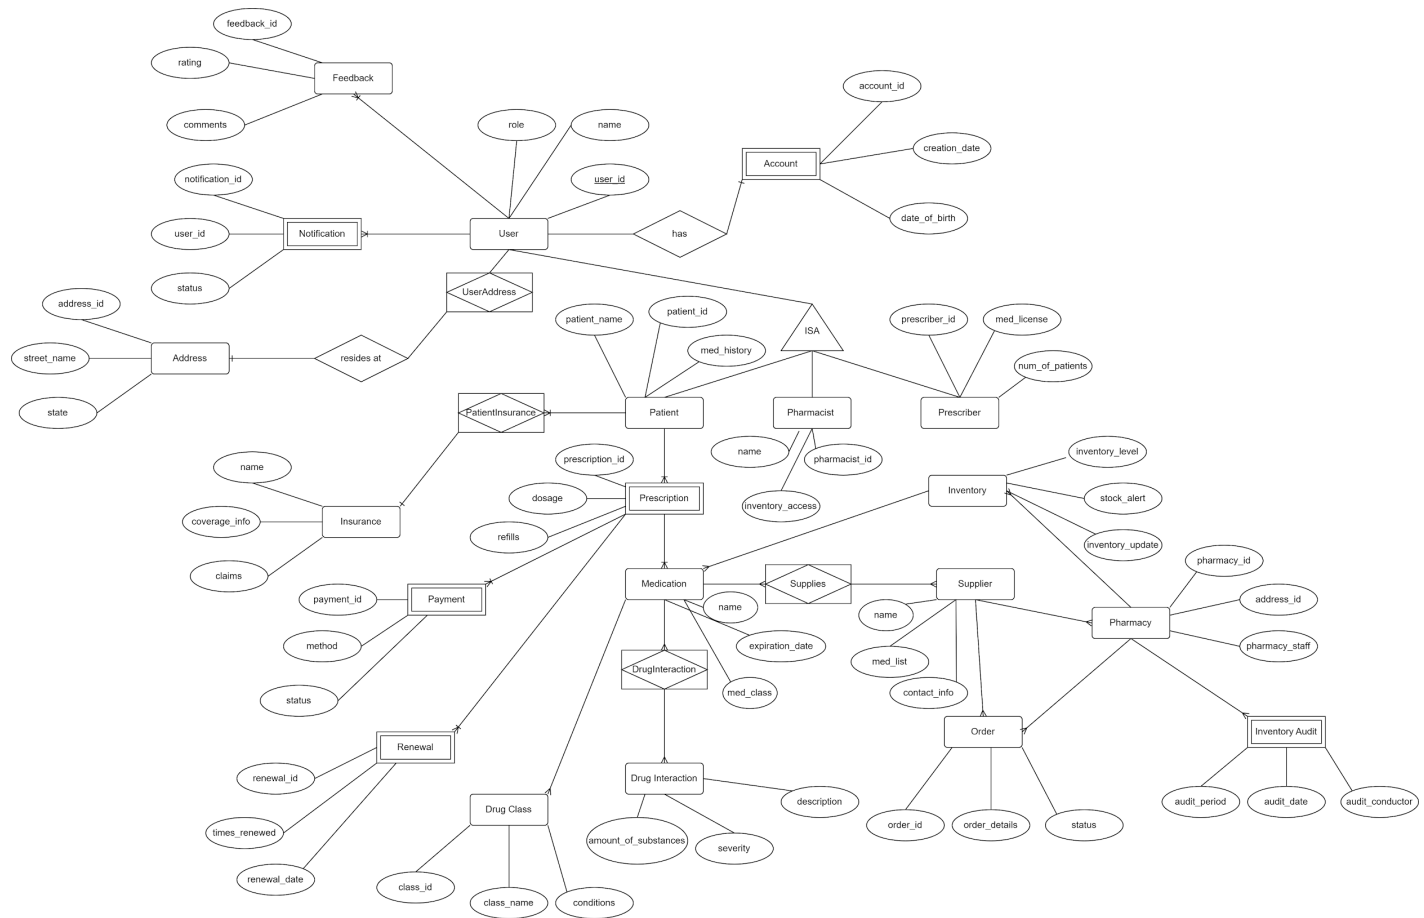 feedback_id
rating
Feedback
comments
role
name
account_id
Account
creation_date
notification_id
user_id
user_id
Notification
User
has
date_of_birth
status
UserAddress
address_id
street_name
Address
resides at
state
patient_name
patient_id
med_history
ISA
prescriber_id
med_license
num_of_patients
PatientInsurance
Patient
Pharmacist
Prescriber
name
pharmacist_id
inventory_access
name
coverage_info
Insurance
claims
prescription_id
dosage
Prescription
refills
inventory_level
Inventory
stock_alert
inventory_update
pharmacy_id
payment_id
Payment
method
status
Medication
name
Supplies
Supplier
name
address_id
Pharmacy
pharmacy_staff
expiration_date
med_list
DrugInteraction
med_class
contact_info
Renewal
renewal_id
times_renewed
renewal_date
Order
Inventory Audit
Drug Interaction
description
Drug Class
audit_period
audit_date
audit_conductor
order_id
order_details
status
amount_of_substances
severity
class_id
class_name
conditions